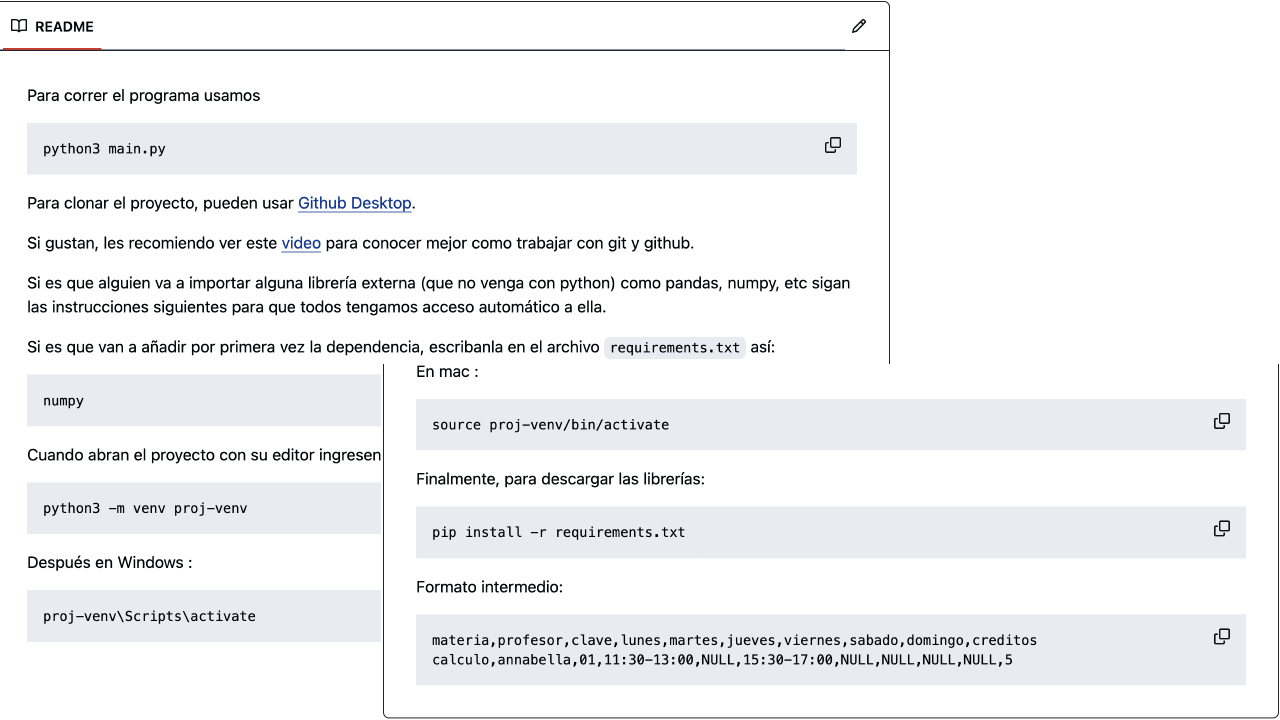 README
Para correr el programa usamos
python3 main.py
Para clonar el proyecto, pueden usar Github Desktop.
Si gustan, les recomiendo ver este video para conocer mejor como trabajar con git y github.
Si es que alguien va a importar alguna librería externa (que no venga con python) como pandas, numpy, etc sigan
las instrucciones siguientes para que todos tengamos acceso automático a ella.
Si es que van a añadir por primera vez la dependencia, escribanla en el archivo requirements.txt así:
numpy
Cuando abran el proyecto con su editor ingresen
python3 -m venv proj-venv
Después en Windows :
proj-venv\Scripts\activate
En mac :
source proj-venv/bin/activate
Finalmente, para descargar las librerías:
pip install -r requirements.txt
Formato intermedio:
materia,profesor,clave,lunes,martes,jueves,viernes,sabado,domingo,creditos
calculo,annabella,01,11:30-13:00,NULL,15:30-17:00,NULL,NULL,NULL,NULL,5